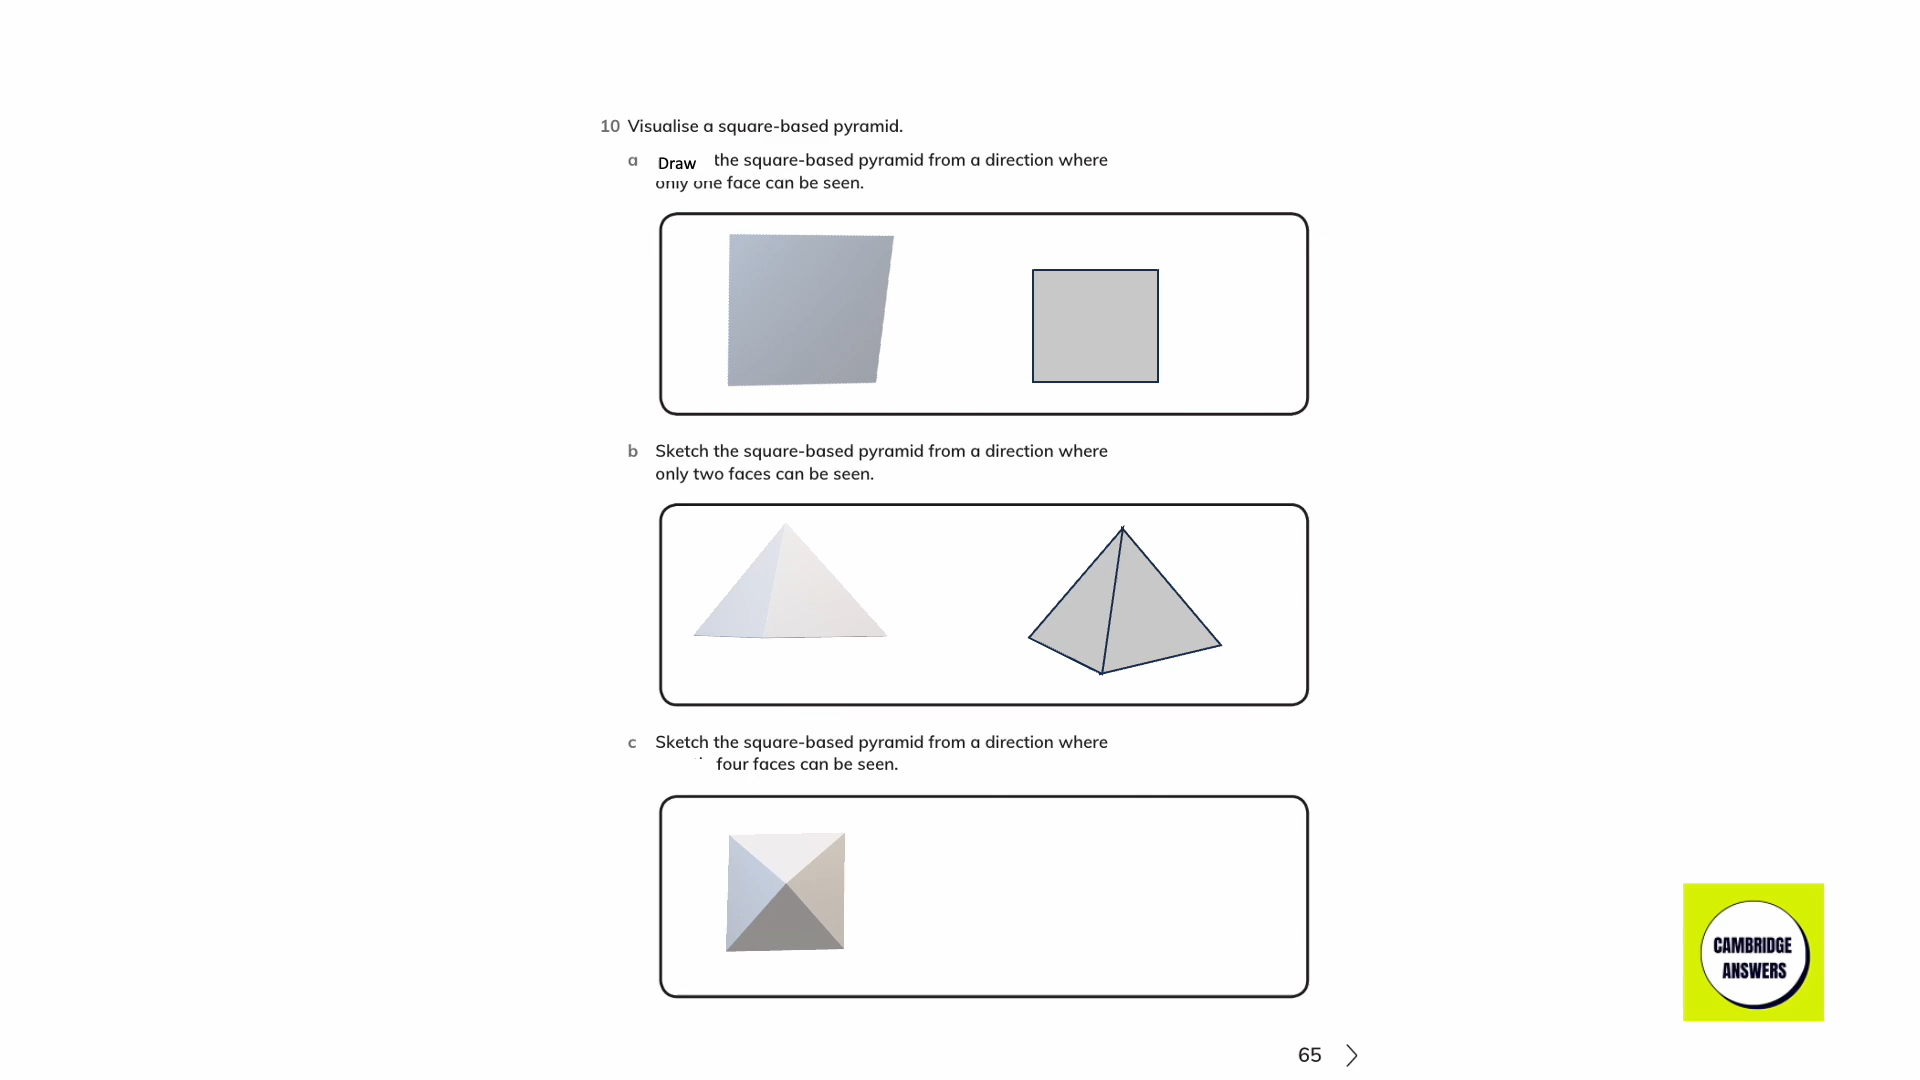 10 Visualise a square-based pyramid.
a Draw the square-based pyramid from a direction where
only one face can be seen.
b Sketch the square-based pyramid from a direction where
only two faces can be seen.
c Sketch the square-based pyramid from a direction where
four faces can be seen.
CAMBRIDGE
ANSWERS
65